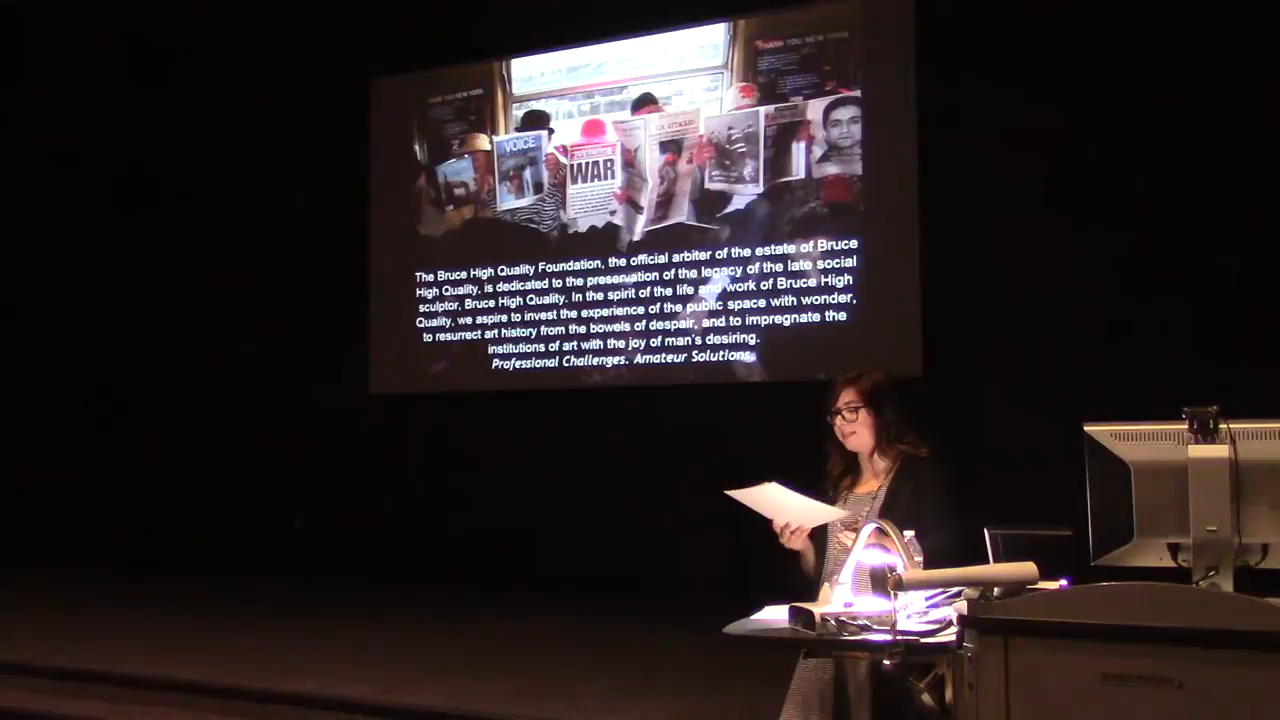 THANK YOU NEW YORK
VOICE
WAR
The Bruce High Quality Foundation, the official arbiter of the estate of Bruce
High Quality, is dedicated to the preservation of the legacy of the late social
sculptor, Bruce High Quality. In the spirit of the life and work of Bruce High
Quality, we aspire to invest the experience of the public space with wonder,
to resurrect art history from the bowels of despair, and to impregnate the
institutions of art with the joy of man's desiring.
Professional Challenges. Amateur Solutions.